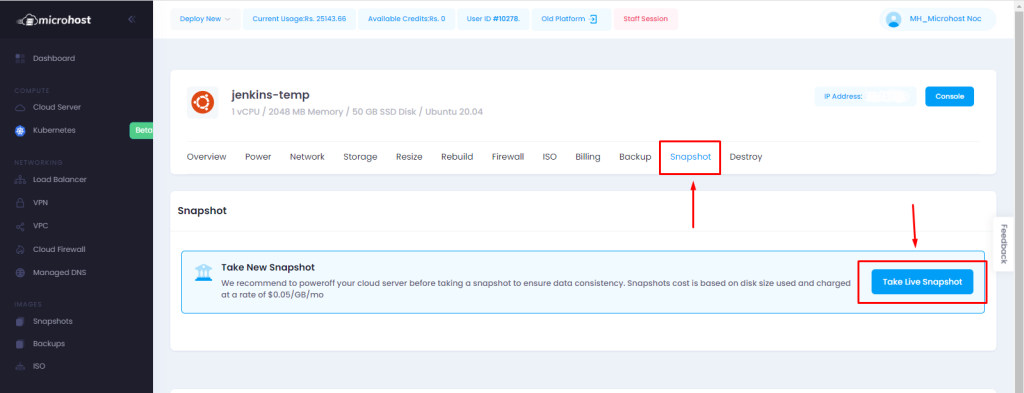 microhost
Deploy New
Current Usage:Rs. 25143.66
Available Credits:Rs. 0
User ID #10278.
Old Platform
Staff Session
MH_Microhost Noc
Dashboard
COMPUTE
Cloud Server
Kubernetes
Beta
NETWORKING
Load Balancer
VPN
VPC
Cloud Firewall
Managed DNS
IMAGES
Snapshots
Backups
ISO
jenkins-temp
1 vCPU / 2048 MB Memory / 50 GB SSD Disk / Ubuntu 20.04
IP Address:
Console
Overview Power Network Storage Resize Rebuild Firewall ISO Billing Backup Snapshot Destroy
Snapshot
Take New Snapshot
We recommend to poweroff your cloud server before taking a snapshot to ensure data consistency. Snapshots cost is based on disk size used and charged
at a rate of $0.05/GB/mo
Take Live Snapshot
Feedback